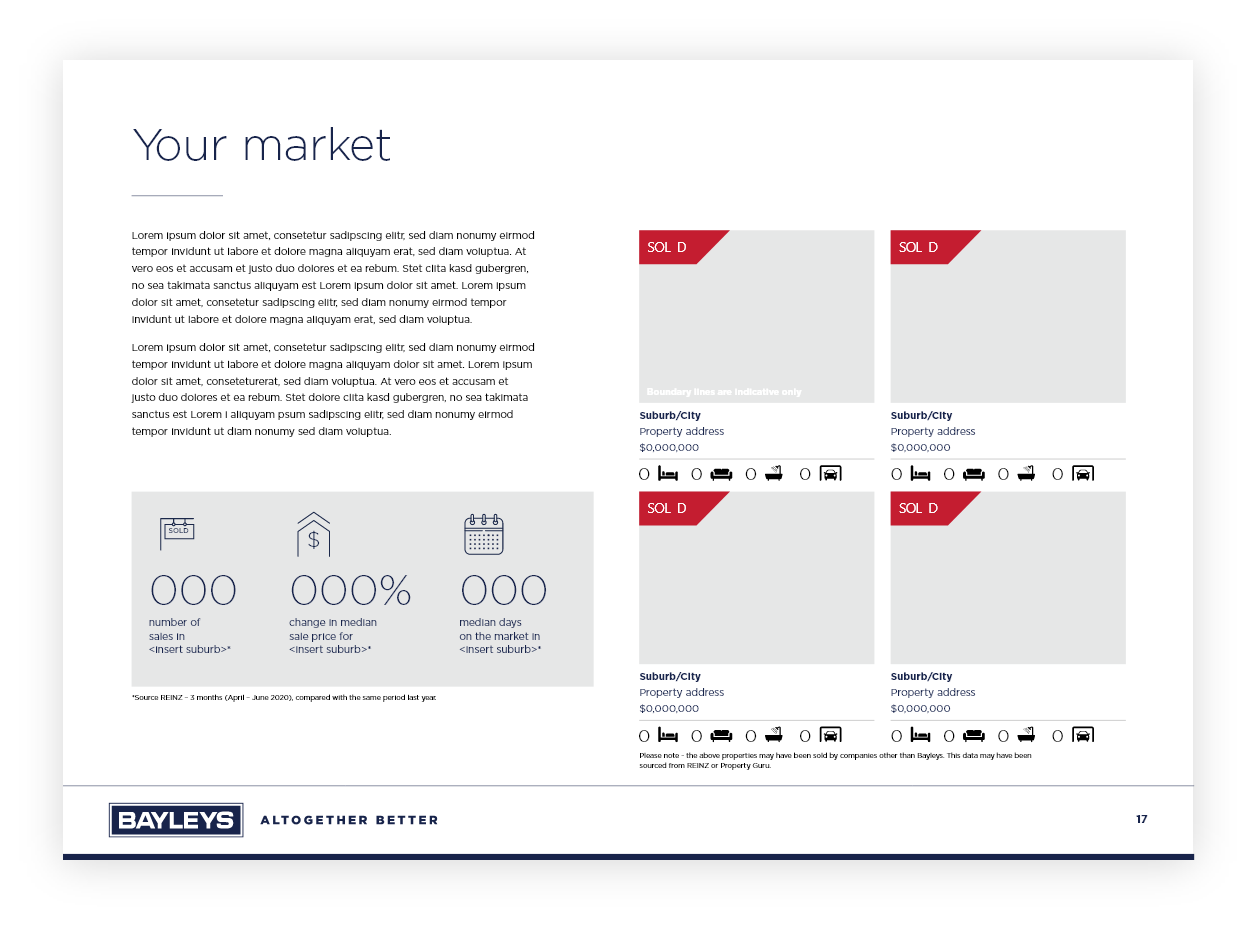 Your market
Lorem ipsum dolor sit amet, consetetur sadipscing elitr, sed diam nonumy eirmod
tempor invidunt ut labore et dolore magna aliquyam erat, sed diam voluptua. At
vero eos et accusam et justo duo dolores et ea rebum. Stet clita kasd gubergren,
no sea takimata sanctus aliquyam est Lorem ipsum dolor sit amet. Lorem ipsum
dolor sit amet, consetetur sadipscing elitr, sed diam nonumy eirmod tempor
invidunt ut labore et dolore magna aliquyam erat, sed diam voluptua.
Lorem ipsum dolor sit amet, consetetur sadipscing elitr, sed diam nonumy eirmod
tempor invidunt ut labore et dolore magna aliquyam dolor sit amet. Lorem ipsum
dolor sit amet, conseteturerat, sed diam voluptua. At vero eos et accusam et
justo duo dolores et ea rebum. Stet dolore clita kasd gubergren, no sea takimata
sanctus est Lorem i aliquyam psum sadipscing elitr, sed diam nonumy eirmod
tempor invidunt ut diam nonumy sed diam voluptua.
SOLD
$
000
number of
sales in
<insert suburb>*
000%
change in median
sale price for
<insert suburb>*
000
median days
on the market in
<insert suburb>*
*Source REINZ – 3 months (April – June 2020), compared with the same period last year.
SOL D
Boundary lines are indicative only
Suburb/City
Property address
$0,000,000
0 0 0 0
SOL D
Suburb/City
Property address
$0,000,000
0 0 0 0
SOL D
Suburb/City
Property address
$0,000,000
0 0 0 0
SOL D
Suburb/City
Property address
$0,000,000
0 0 0 0
Please note - the above properties may have been sold by companies other than Bayleys. This data may have been
sourced from REINZ or Property Guru.
BAYLEYS
ALTOGETHER BETTER
17